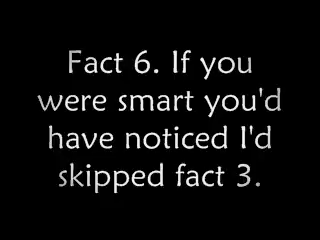 Fact 6. If you
were smart you'd
have noticed I'd
skipped fact 3.